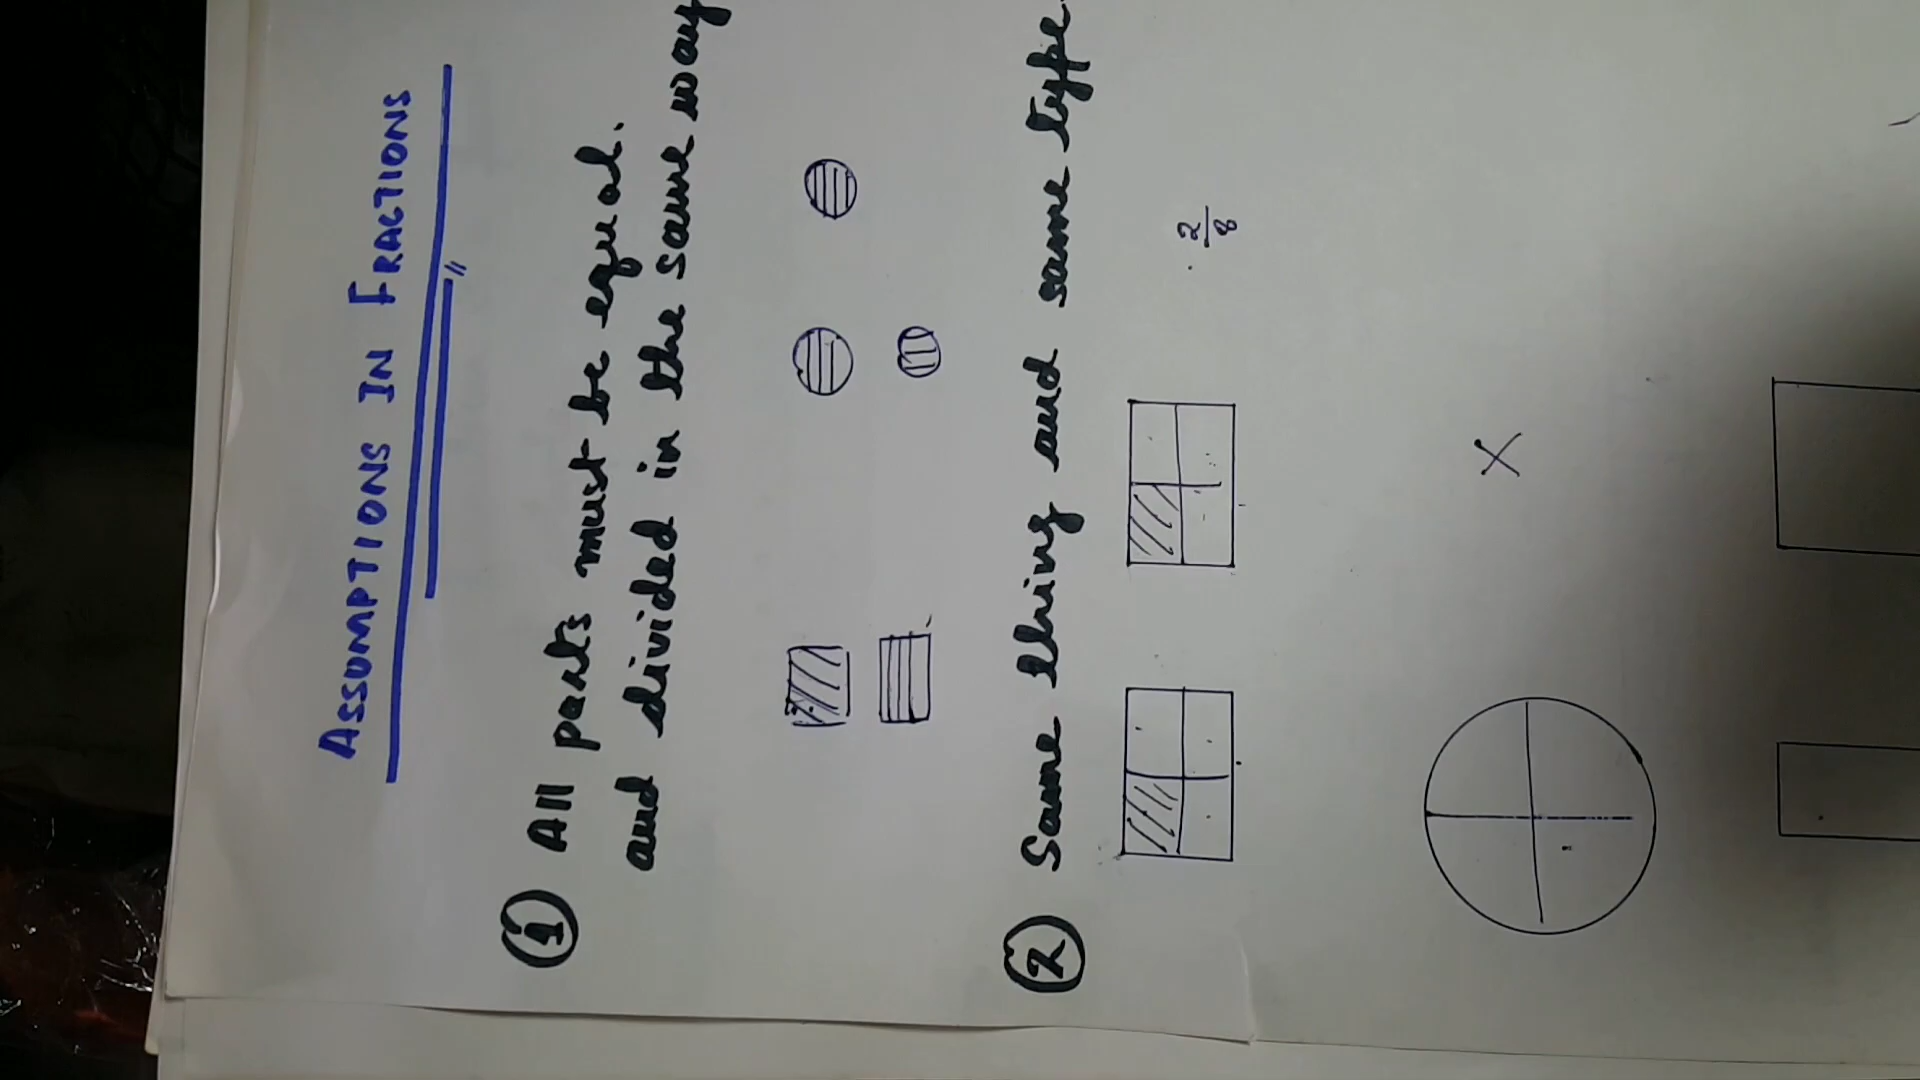 ASSUMPTIONS IN FRACTIONS
1 All parts must be equal.
and divided in the same way
2 Same thing and same type
2
8
X